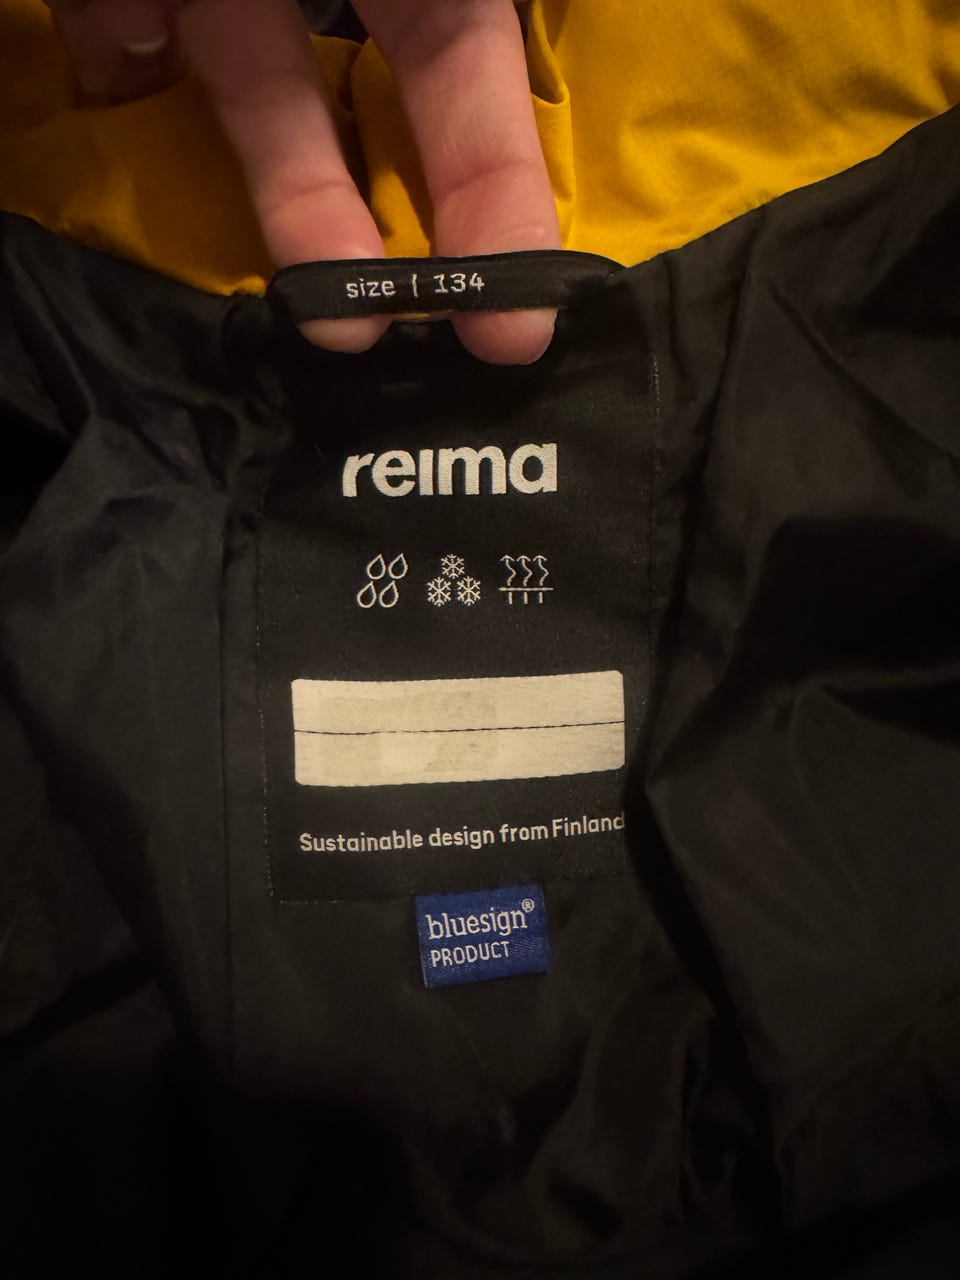 size | 134
reima
Sustainable design from Finland
bluesign®
PRODUCT